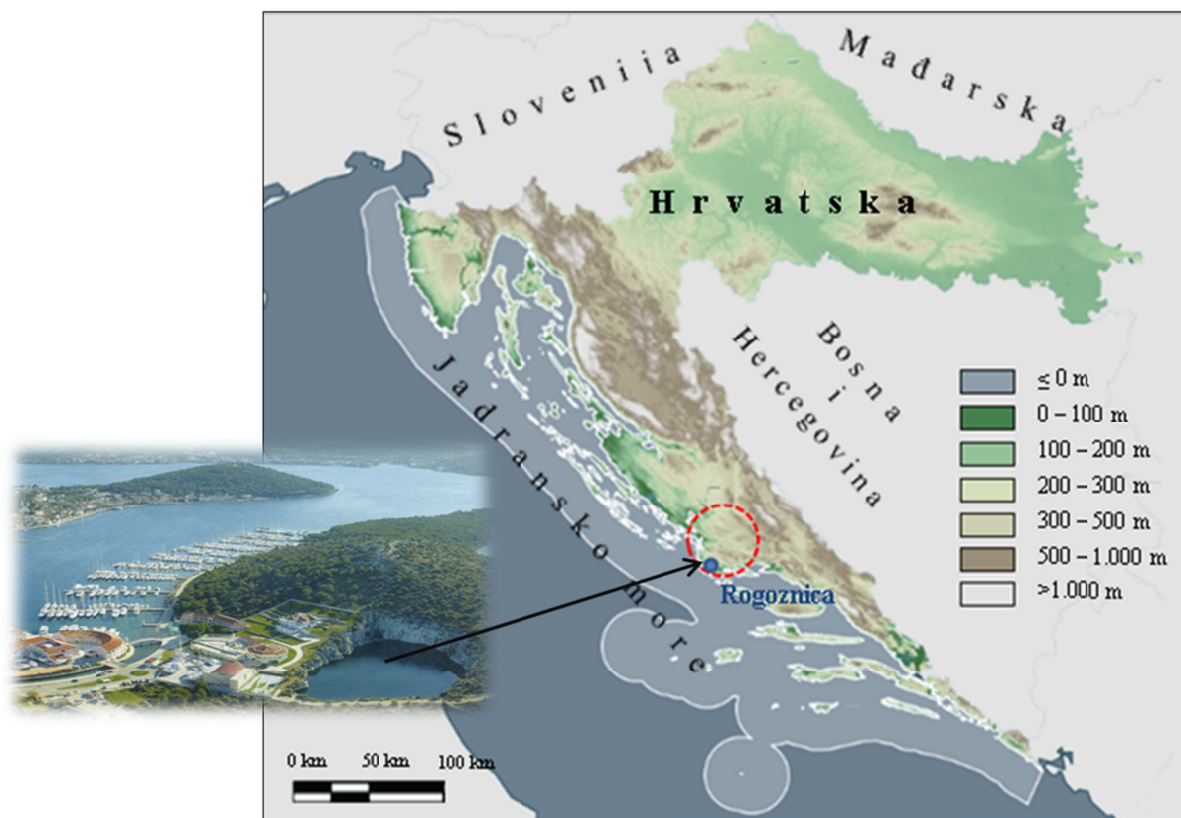 Slovenija
Mađarska
Hrvatska
Bosna
i
Hercegovina
Jadransko more
≤ 0 m
0 – 100 m
100 – 200 m
200 – 300 m
300 – 500 m
500 – 1.000 m
>1.000 m
Rogoznica
0 km 50 km 100 km